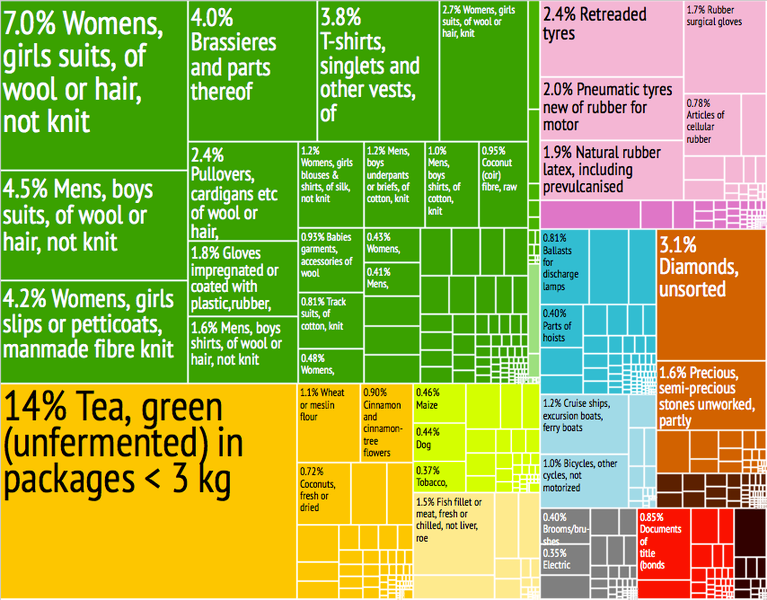 7.0% Womens,
girls suits, of
wool or hair,
not knit
4.5% Mens, boys
suits, of wool or
hair, not knit
4.2% Womens, girls
slips or petticoats,
manmade fibre knit
4.0%
Brassieres
and parts
thereof
3.8%
T-shirts,
singlets and
other vests,
of
2.7% Womens, girls
suits, of wool or
hair, knit
2.4%
Pullovers,
cardigans etc
of wool or
hair,
1.8% Gloves
impregnated or
coated with
plastic,rubber,
1.6% Mens, boys
shirts, of wool or
hair, not knit
1.2%
Womens, girls
blouses &
shirts, of silk,
not knit
1.2% Mens,
boys
underpants
or briefs, of
cotton, knit
1.0%
Mens,
boys
shirts, of
cotton,
knit
0.95%
Coconut
(coir)
fibre, raw
0.93% Babies
garments,
accessories of
wool
0.43%
Womens,
0.41%
Mens,
0.81% Track
suits, of
cotton, knit
0.48%
Womens,
14% Tea, green
(unfermented) in
packages < 3 kg
1.1% Wheat
or meslin
flour
0.90%
Cinnamon
and
cinnamon-
tree
flowers
0.72%
Coconuts,
fresh or
dried
0.46%
Maize
0.44%
Dog
0.37%
Tobacco,
1.5% Fish fillet or
meat, fresh or
chilled, not liver,
roe
2.4% Retreaded
tyres
2.0% Pneumatic tyres
new of rubber for
motor
1.9% Natural rubber
latex, including
prevulcanised
1.7% Rubber
surgical gloves
0.78%
Articles of
cellular
rubber
0.81%
Ballasts
for
discharge
lamps
0.40%
Parts of
hoists
3.1%
Diamonds,
unsorted
1.6% Precious,
semi-precious
stones unworked,
partly
1.2% Cruise ships,
excursion boats,
ferry boats
1.0% Bicycles, other
cycles, not
motorized
0.40%
Brooms/bru-
shes
0.35%
Electric
0.85%
Documents
of
title
(bonds